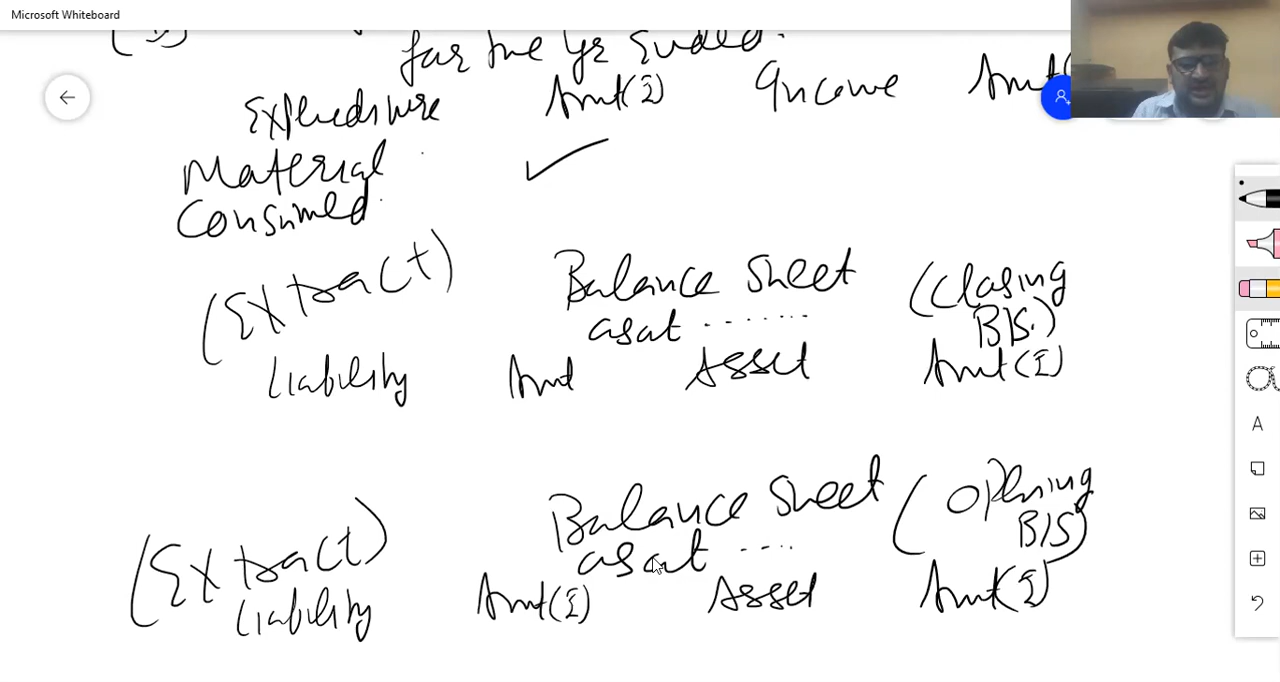 Microsoft Whiteboard
for the Yr Ended.
Expenditure Amt(₹) Income Amt(
Material
Consumed.
(Extract) Balance Sheet (Closing
as at ........ B/S.)
Liability Amt Asset Amt(₹)
Balance Sheet (Opening
(Extract) as at .... B/S)
Liability Amt(₹) Asset Amt(₹)
A